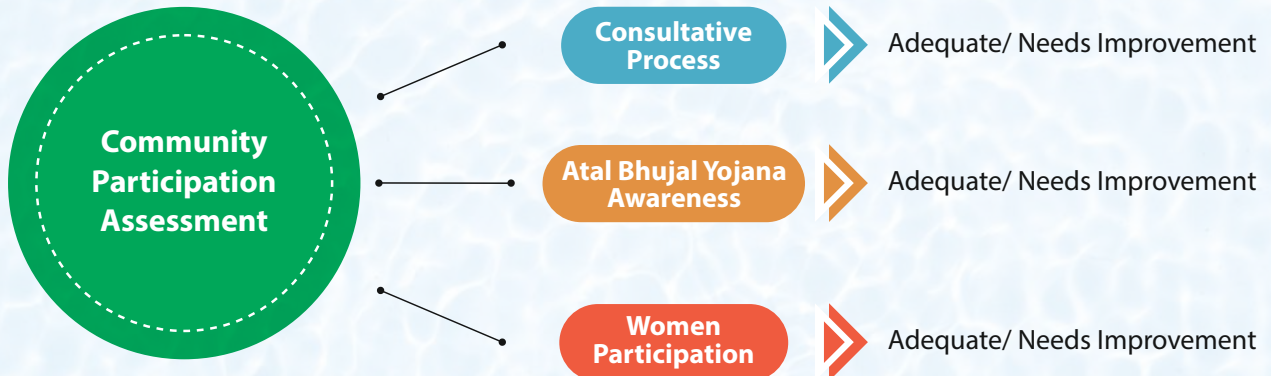 Community
Participation
Assessment
Consultative
Process
Adequate/ Needs Improvement
Atal Bhujal Yojana
Awareness
Adequate/ Needs Improvement
Women
Participation
Adequate/ Needs Improvement